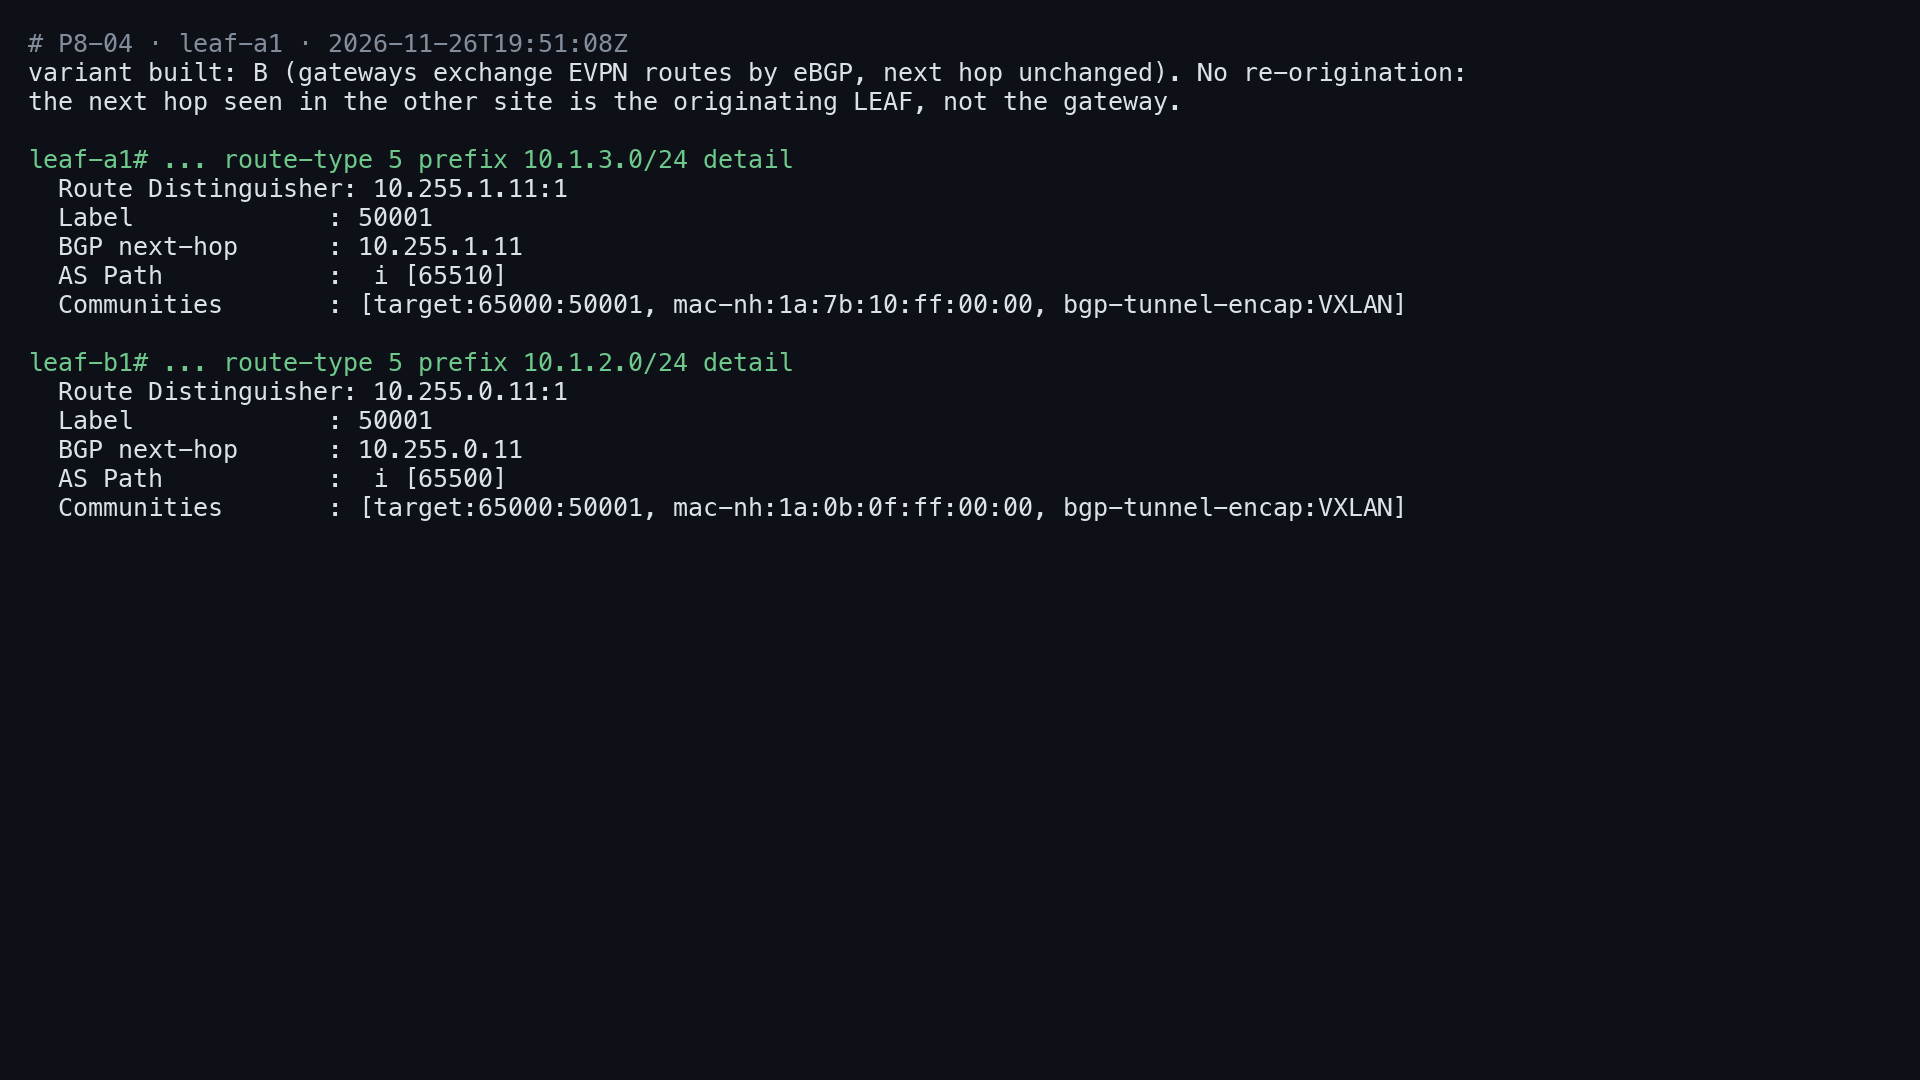 # P8-04 · leaf-a1 · 2026-11-26T19:51:08Z
variant built: B (gateways exchange EVPN routes by eBGP, next hop unchanged). No re-origination:
the next hop seen in the other site is the originating LEAF, not the gateway.
leaf-a1# ... route-type 5 prefix 10.1.3.0/24 detail
  Route Distinguisher: 10.255.1.11:1
  Label             : 50001
  BGP next-hop      : 10.255.1.11
  AS Path           :  i [65510]
  Communities       : [target:65000:50001, mac-nh:1a:7b:10:ff:00:00, bgp-tunnel-encap:VXLAN]
leaf-b1# ... route-type 5 prefix 10.1.2.0/24 detail
  Route Distinguisher: 10.255.0.11:1
  Label             : 50001
  BGP next-hop      : 10.255.0.11
  AS Path           :  i [65500]
  Communities       : [target:65000:50001, mac-nh:1a:0b:0f:ff:00:00, bgp-tunnel-encap:VXLAN]